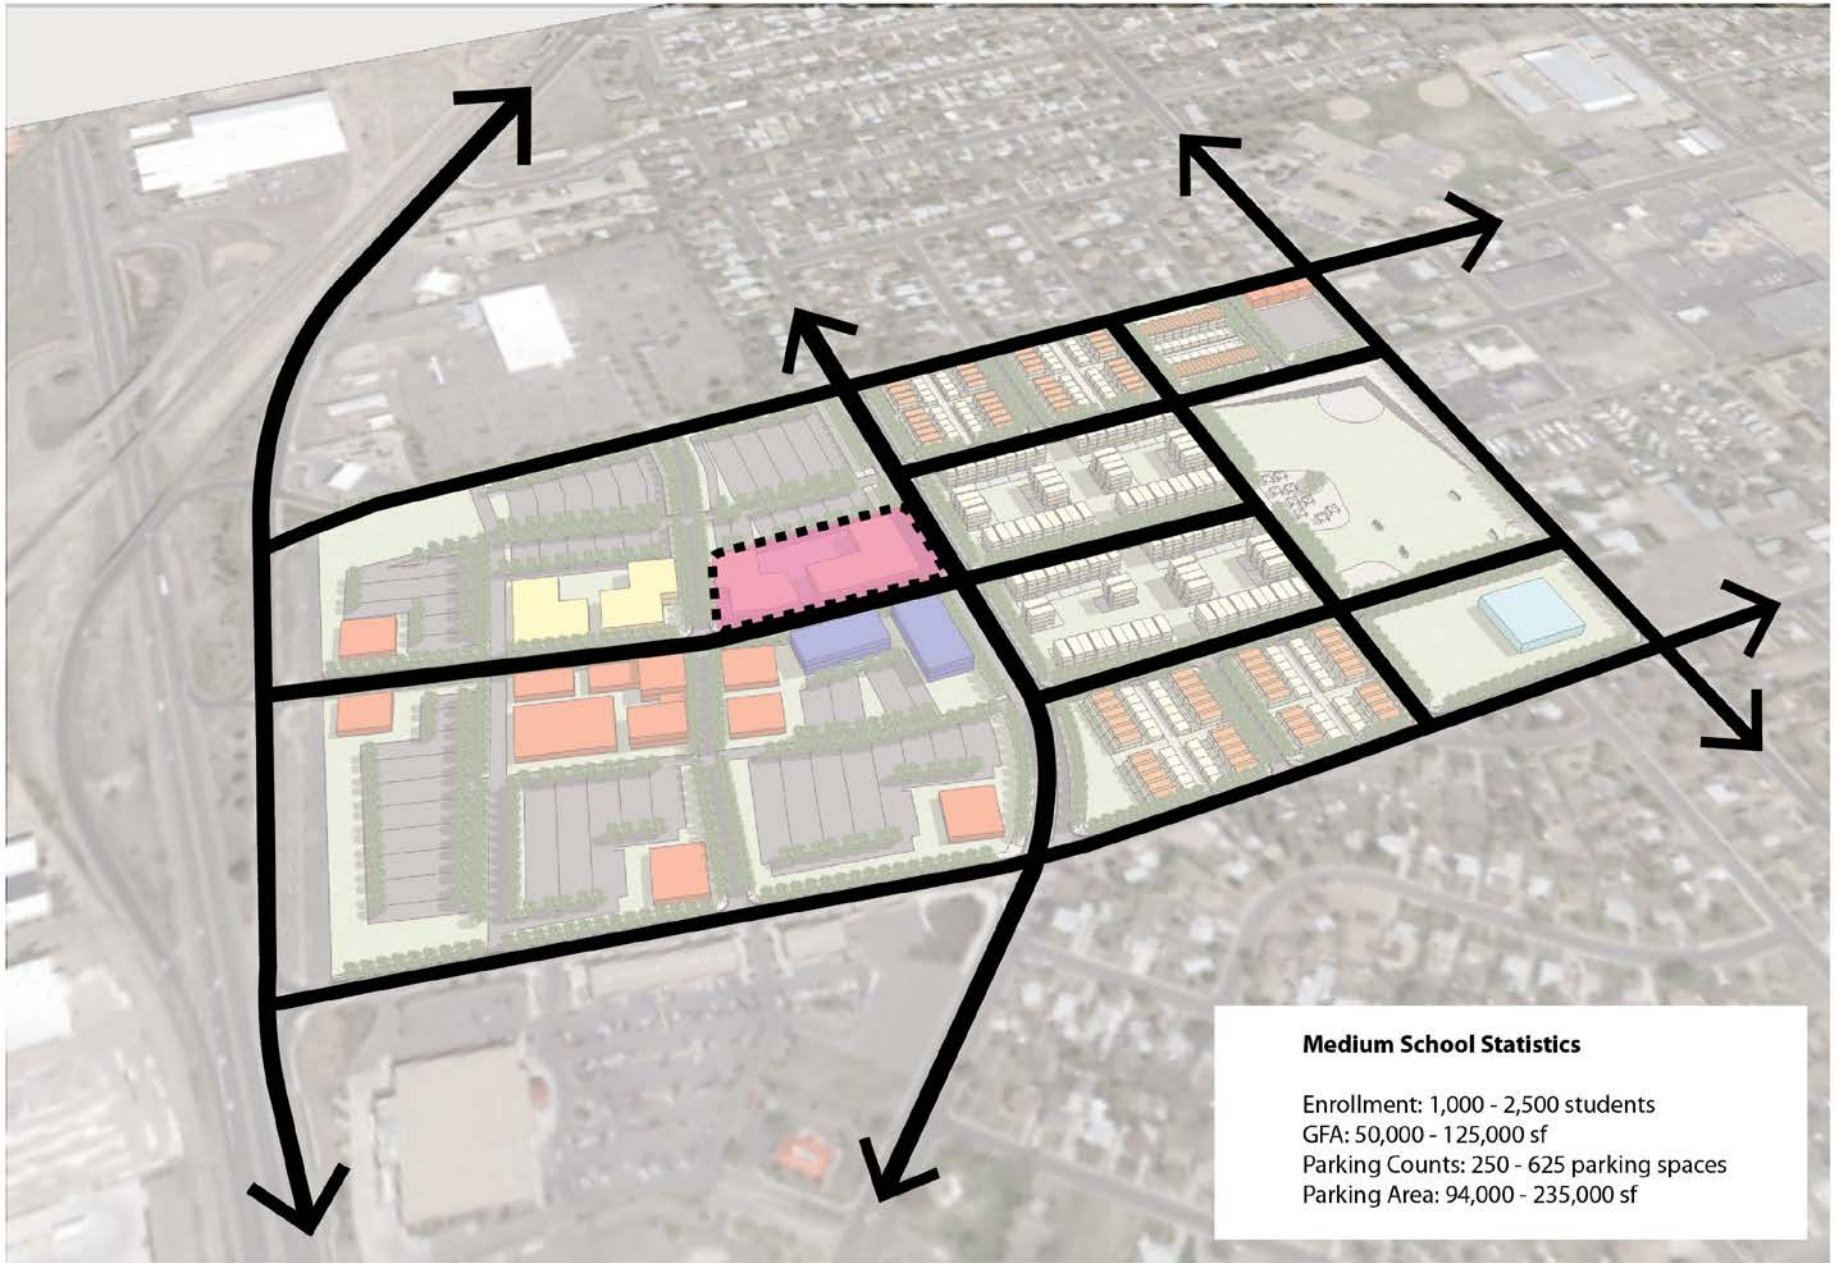 Medium School Statistics
Enrollment: 1,000 - 2,500 students
GFA: 50,000 - 125,000 sf
Parking Counts: 250 - 625 parking spaces
Parking Area: 94,000 - 235,000 sf